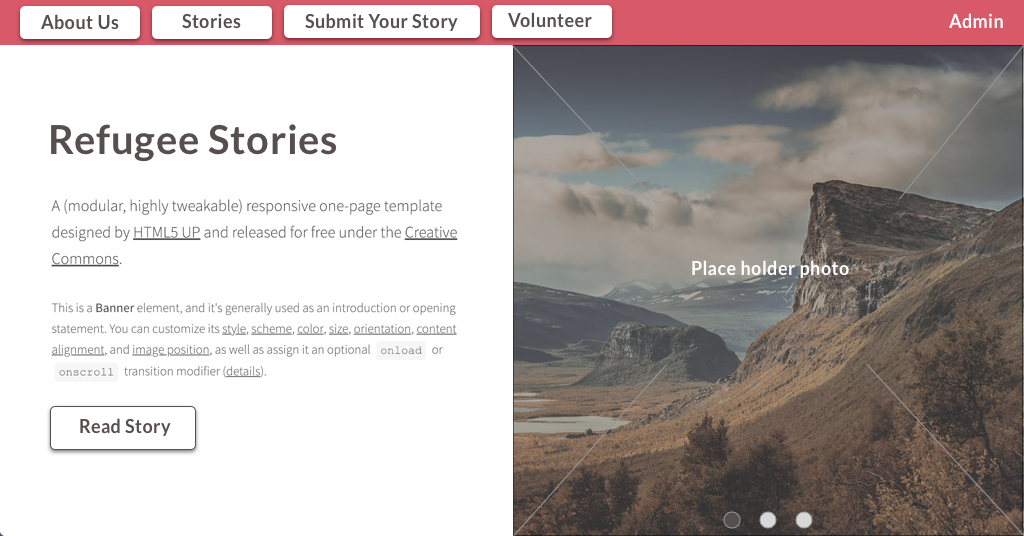 About Us
Stories
Submit Your Story
Volunteer
Admin
Refugee Stories
A (modular, highly tweakable) responsive one-page template
designed by HTML5 UP and released for free under the Creative
Commons.
This is a Banner element, and it's generally used as an introduction or opening
statement. You can customize its style, scheme, color, size, orientation, content
alignment, and image position, as well as assign it an optional onload or
onscroll transition modifier (details).
Read Story
Place holder photo